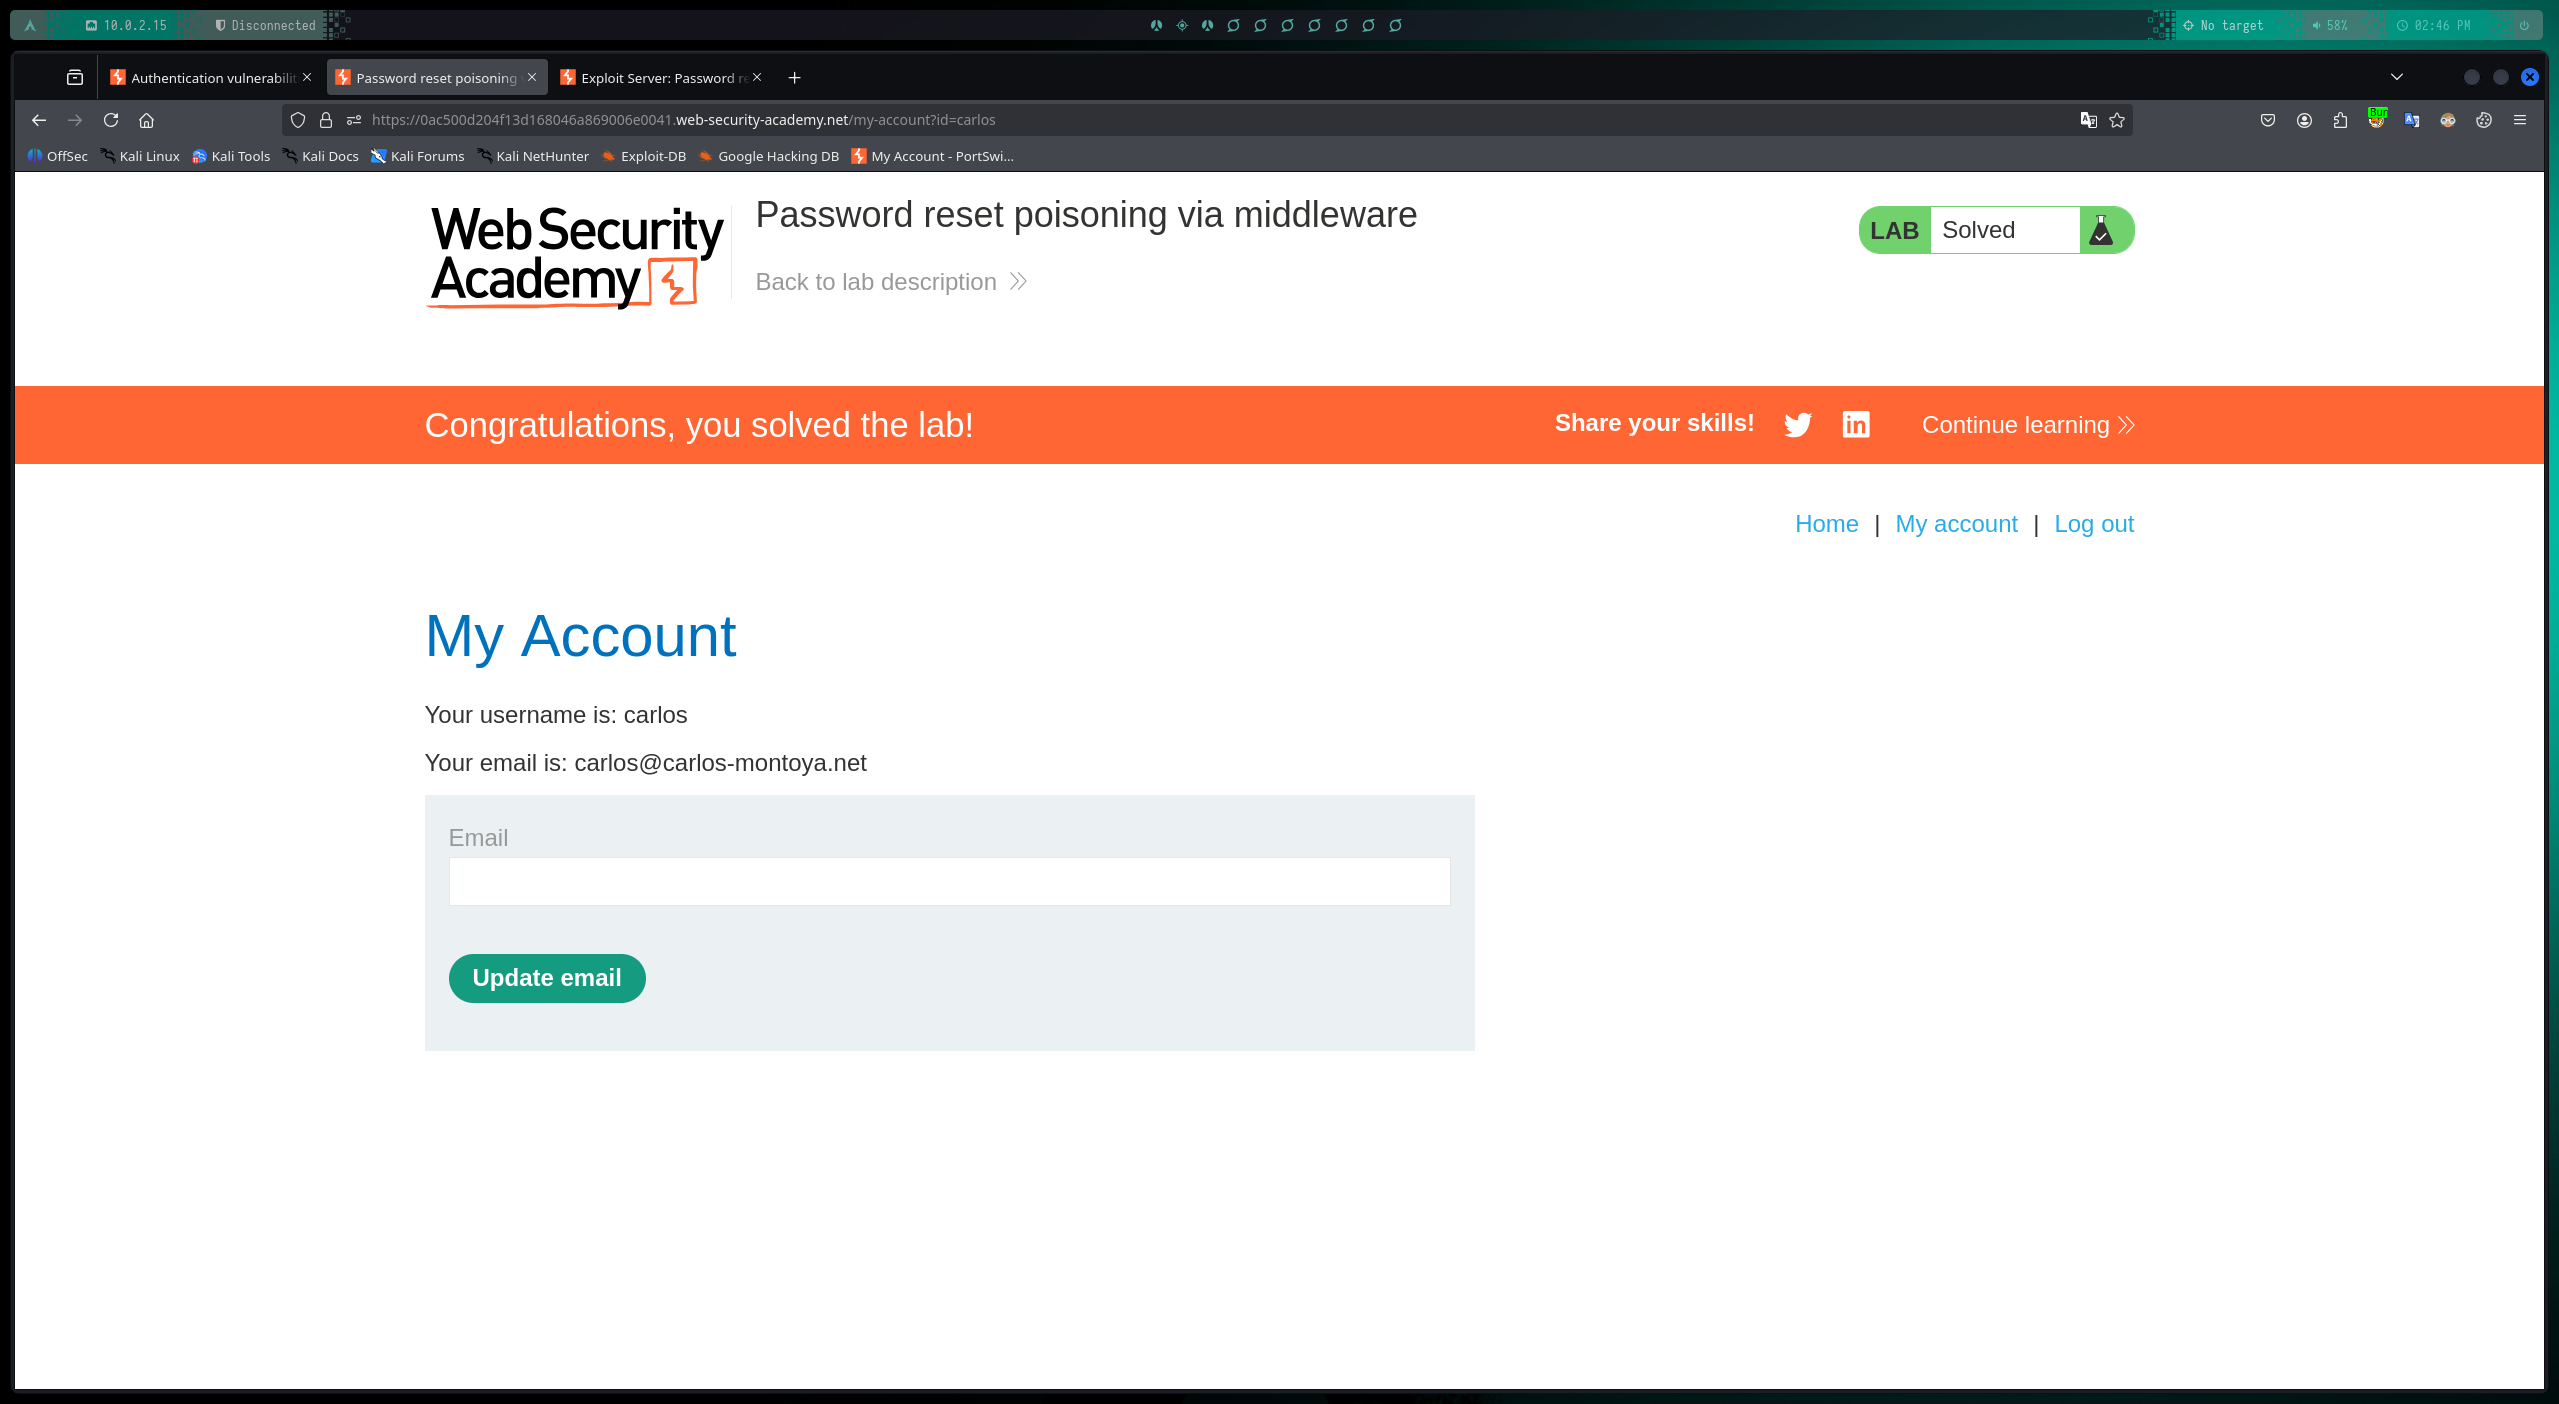 10.0.2.15 Disconnected No target 58% 02:46 PM
Authentication vulnerabilit Password reset poisoning Exploit Server: Password re
https://0ac500d204f13d168046a869006e0041.web-security-academy.net/my-account?id=carlos
Bur
OffSec Kali Linux Kali Tools Kali Docs Kali Forums Kali NetHunter Exploit-DB Google Hacking DB My Account - PortSwi...
Web Security
Academy
Password reset poisoning via middleware
Back to lab description
LAB Solved
Congratulations, you solved the lab!
Share your skills! Continue learning
Home | My account | Log out
My Account
Your username is: carlos
Your email is: carlos@carlos-montoya.net
Email
Update email